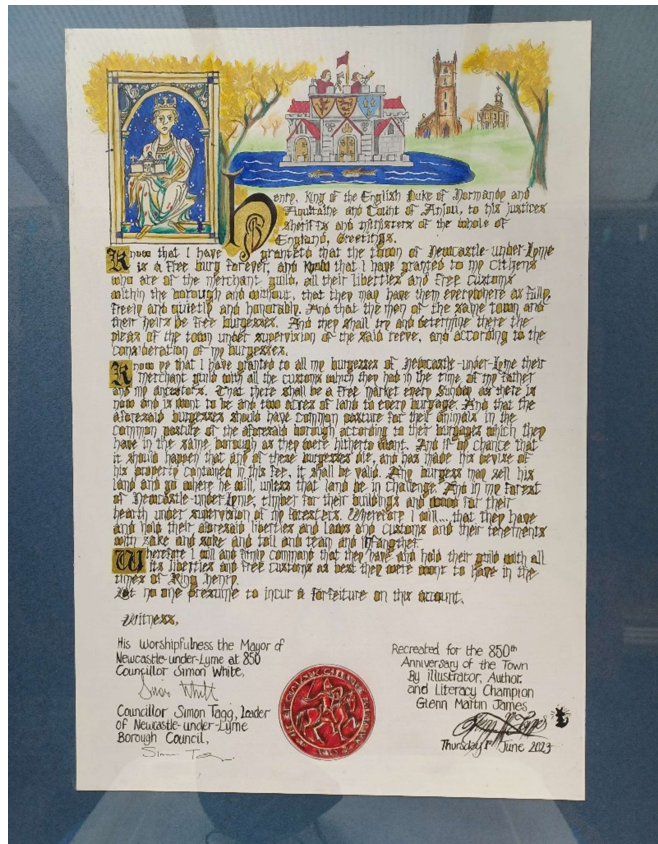 Henry, King of the English Duke of Normandy and
Aquitaine and Count of Anjou, to his justices
sheriffs and ministers of the whole of
England, Greetings.
Know that I have granted that the town of Newcastle-under-Lyme
is a free burg forever, and that I have granted to my citizens
who are of the merchant guild, all their liberties and free customs
within the borough and without, that they may have them everywhere as fully,
freely and quietly and honorably. And that the men of the same town and
their heirs be free burgesses. And they shall try and determine there the
pleas of the town under supervision of the said reeve, and according to the
consideration of my burgesses.
Know ye that I have granted to all my burgesses of Newcastle-under-Lyme their
merchant guild with all the customs which they had in the time of my father
and my ancestors. That there shall be a free market every Sunday as there is
now and is wont to be and two acres of land to every burgage. And that the
aforesaid burgesses should have common pasture for their animals in the
common pasture of the aforesaid borough according to their burgages which they
have in the same borough as they were hitherto wont. And if my chance that
it should happen that any of these burgesses die, and has made his devise of
his property contained in this fee, it shall be valid. Any burgess may sell his
land and go where he will, unless that land be in challenge. And in my forest
of Newcastle-under-Lyme, timber for their buildings and wood for their
hearth under supervision of my foresters. Wherefore I will... that they have
and hold their aforesaid liberties and laws and customs and their tenements
with sake and soke and toll and team and infangthef.
Wherefore I will and firmly command that they have and hold their guild with all
its liberties and free customs as best they were wont to have in the
times of King Henry.
Let no one presume to incur a forfeiture on this account.
Witness,
His Worshipfulness the Mayor of
Newcastle-under-Lyme at 850
Councillor Simon White,
Councillor Simon Tagg, Leader
of Newcastle-under-Lyme
Borough Council,
Recreated for the 850th
Anniversary of the Town
By illustrator, Author
and Literacy Champion
Glenn Martin James
Thursday 1st June 2023